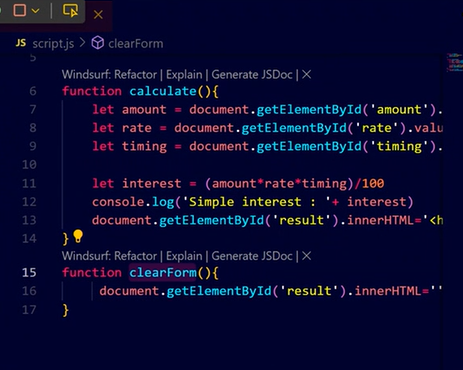 JS script.js > clearForm
5
Windsurf: Refactor | Explain | Generate JSDoc | ×
6 function calculate(){
7 let amount = document.getElementById('amount').
8 let rate = document.getElementById('rate').valu
9 let timing = document.getElementById('timing').
10
11 let interest = (amount*rate*timing)/100
12 console.log('Simple interest : '+ interest)
13 document.getElementById('result').innerHTML='<h
14 }
Windsurf: Refactor | Explain | Generate JSDoc | ×
15 function clearForm(){
16 document.getElementById('result').innerHTML=''
17 }